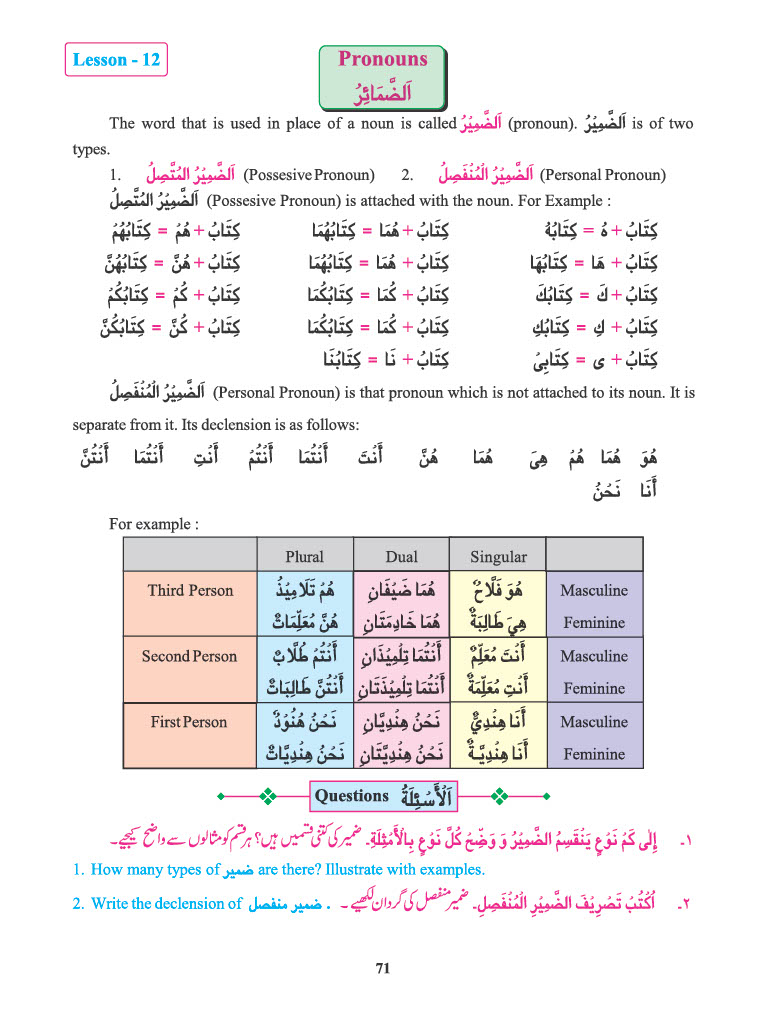 Lesson - 12
Pronouns
اَلضَّمَائِرُ
The word that is used in place of a noun is called اَلضَّمِيْرُ (pronoun). اَلضَّمِيْرُ is of two
types.
1. اَلضَّمِيْرُ المُتَّصِلُ (Possesive Pronoun) 2. اَلضَّمِيْرُ الْمُنْفَصِلُ (Personal Pronoun)
اَلضَّمِيْرُ المُتَّصِلُ (Possesive Pronoun) is attached with the noun. For Example :
كِتَابُ + هُ = كِتَابُهُ كِتَابُ + هُمَا = كِتَابُهُمَا كِتَابُ + هُمْ = كِتَابُهُمْ
كِتَابُ + هَا = كِتَابُهَا كِتَابُ + هُمَا = كِتَابُهُمَا كِتَابُ + هُنَّ = كِتَابُهُنَّ
كِتَابُ + كَ = كِتَابُكَ كِتَابُ + كُمَا = كِتَابُكُمَا كِتَابُ + كُمْ = كِتَابُكُمْ
كِتَابُ + كِ = كِتَابُكِ كِتَابُ + كُمَا = كِتَابُكُمَا كِتَابُ + كُنَّ = كِتَابُكُنَّ
كِتَابُ + ى = كِتَابِىْ كِتَابُ + نَا = كِتَابُنَا
اَلضَّمِيْرُ الْمُنْفَصِلُ (Personal Pronoun) is that pronoun which is not attached to its noun. It is
separate from it. Its declension is as follows:
هُوَ هُمَا هُمْ هِىَ هُمَا هُنَّ أَنْتَ أَنْتُمَا أَنْتُمْ أَنْتِ أَنْتُمَا أَنْتُنَّ
أَنَا نَحْنُ
For example :
Plural Dual Singular
Third Person هُمْ تَلَامِيْذُ هُمَا ضَيْفَانِ هُوَ فَلَّاحٌ Masculine
هُنَّ مُعَلِّمَاتٌ هُمَا خَادِمَتَانِ هِيَ طَالِبَةٌ Feminine
Second Person أَنْتُمْ طُلَّابٌ أَنْتُمَا تِلْمِيْذَانِ أَنْتَ مُعَلِّمٌ Masculine
أَنْتُنَّ طَالِبَاتٌ أَنْتُمَا تِلْمِيْذَتَانِ أَنْتِ مُعَلِّمَةٌ Feminine
First Person نَحْنُ هُنُوْدٌ نَحْنُ هِنْدِيَّانِ أَنَا هِنْدِيٌّ Masculine
نَحْنُ هِنْدِيَّاتٌ نَحْنُ هِنْدِيَّتَانِ أَنَا هِنْدِيَّةٌ Feminine
Questions اَلْأَسْئِلَةُ
۱۔ إِلٰى كَمْ نَوْعٍ يَنْقَسِمُ الضَّمِيْرُ وَ وَضِّحْ كُلَّ نَوْعٍ بِالْأَمْثِلَةِ۔ ضمیر کی کتنی قسمیں ہیں؟ ہر قسم کو مثالوں سے واضح کیجیے۔
1. How many types of ضمیر are there? Illustrate with examples.
۲۔ اُكْتُبْ تَصْرِيْفَ الضَّمِيْرِ الْمُنْفَصِلِ۔ ضمیر منفصل کی گردان لکھیے ۔
2. Write the declension of ضمیر منفصل .
71